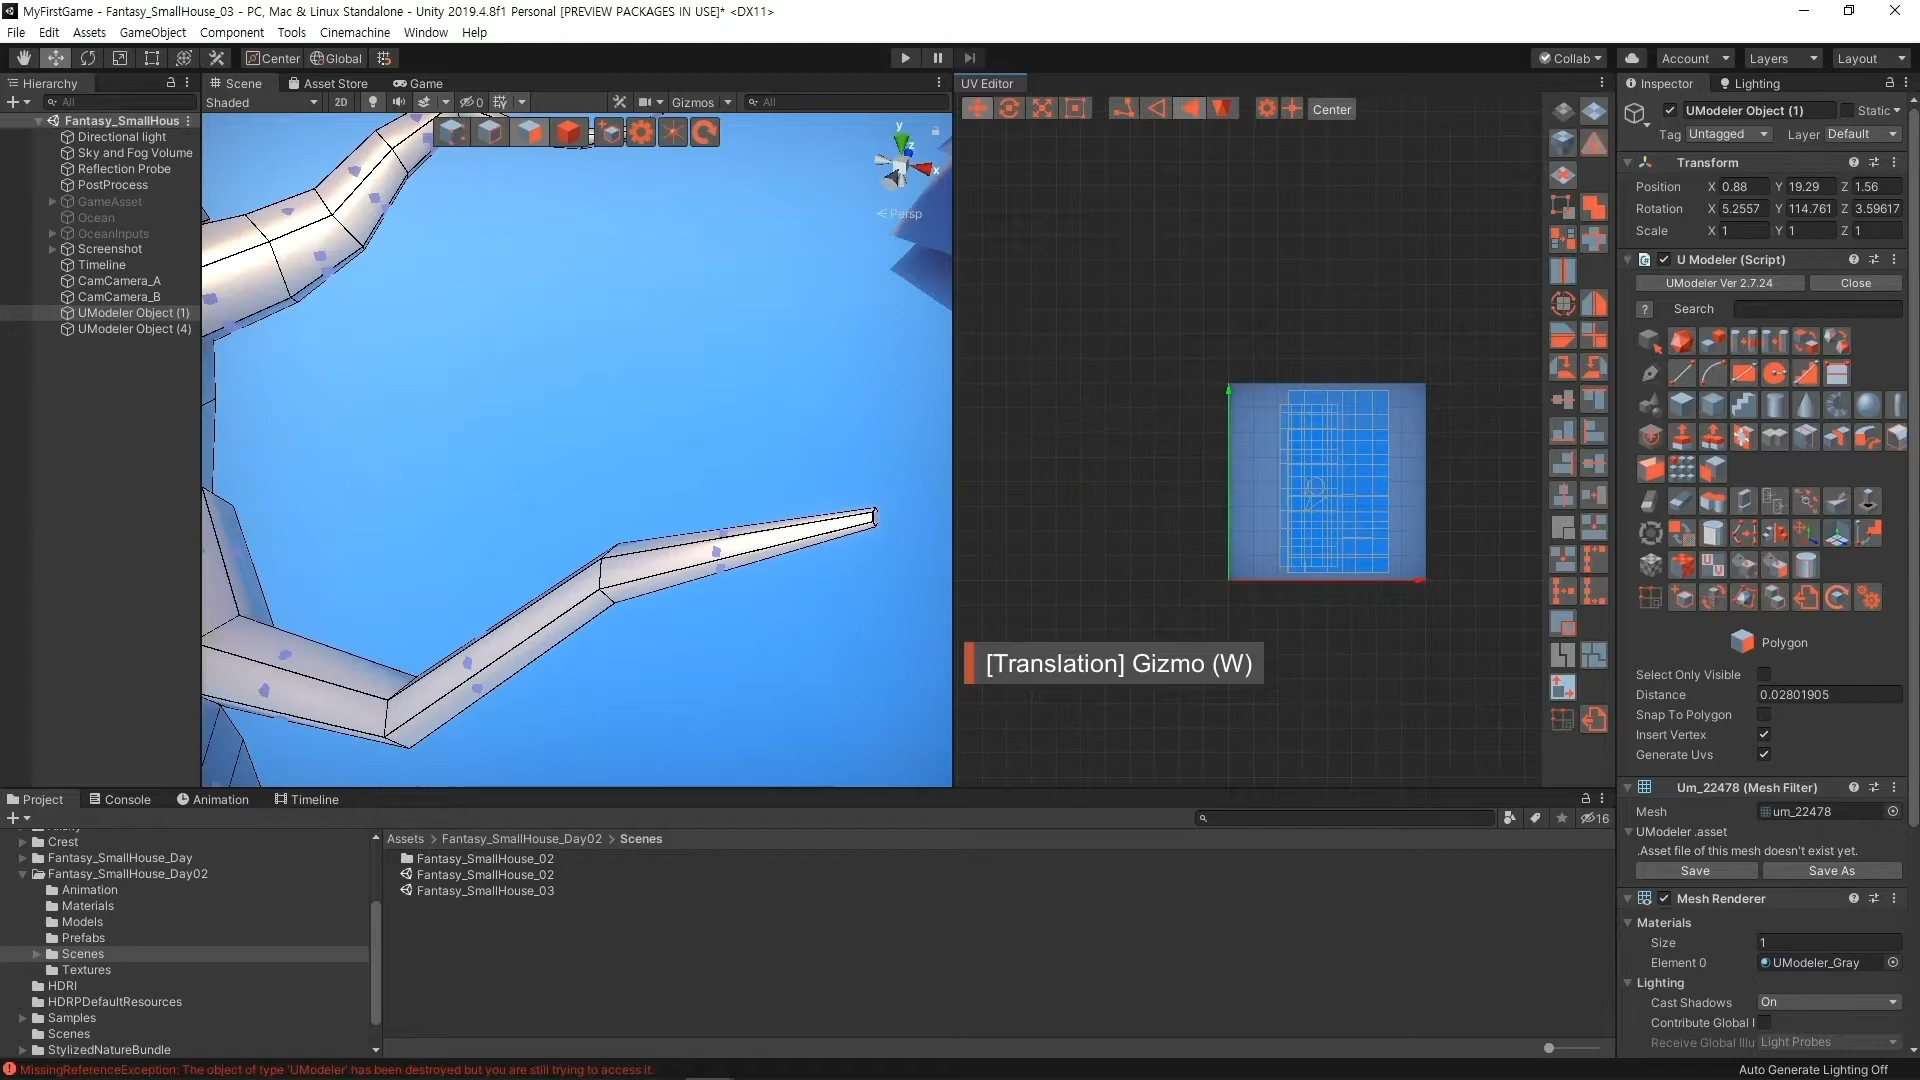 MyFirstGame - Fantasy_SmallHouse_03 - PC, Mac & Linux Standalone - Unity 2019.4.8f1 Personal [PREVIEW PACKAGES IN USE]* <DX11>
File Edit Assets GameObject Component Tools Cinemachine Window Help
Center Global
Collab Account Layers Layout
Hierarchy
All
Fantasy_SmallHous
Directional light
Sky and Fog Volume
Reflection Probe
PostProcess
GameAsset
Ocean
OceanInputs
Screenshot
Timeline
CamCamera_A
CamCamera_B
UModeler Object (1)
UModeler Object (4)
Scene Asset Store Game
Shaded 2D 0 Gizmos All
y
z
x
Persp
UV Editor
Center
[Translation] Gizmo (W)
Inspector Lighting
UModeler Object (1) Static
Tag Untagged Layer Default
Transform
Position X 0.88 Y 19.29 Z 1.56
Rotation X 5.2557 Y 114.761 Z 3.59617
Scale X 1 Y 1 Z 1
U Modeler (Script)
UModeler Ver 2.7.24 Close
? Search
Polygon
Select Only Visible
Distance 0.02801905
Snap To Polygon
Insert Vertex
Generate Uvs
Um_22478 (Mesh Filter)
Mesh um_22478
UModeler .asset
.Asset file of this mesh doesn't exist yet.
Save Save As
Mesh Renderer
Materials
Size 1
Element 0 UModeler_Gray
Lighting
Cast Shadows On
Contribute Global I
Receive Global Illu Light Probes
Project Console Animation Timeline
16
Crest
Fantasy_SmallHouse_Day
Fantasy_SmallHouse_Day02
Animation
Materials
Models
Prefabs
Scenes
Textures
HDRI
HDRPDefaultResources
Samples
Scenes
StylizedNatureBundle
Assets > Fantasy_SmallHouse_Day02 > Scenes
Fantasy_SmallHouse_02
Fantasy_SmallHouse_02
Fantasy_SmallHouse_03
MissingReferenceException: The object of type 'UModeler' has been destroyed but you are still trying to access it.
Auto Generate Lighting Off